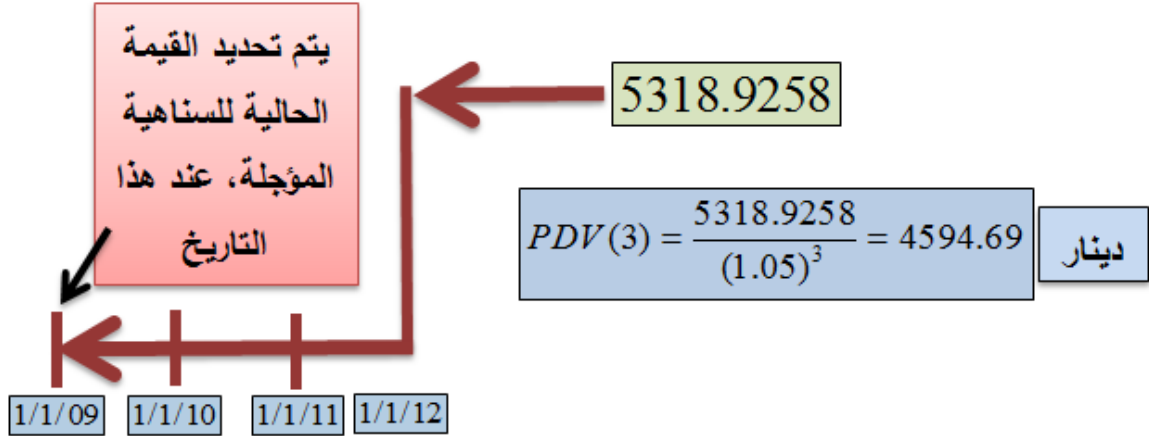 يتم تحديد القيمة
الحالية للسناهية
المؤجلة، عند هذا
التاريخ
5318.9258
PDV(3) = \frac{5318.9258}{(1.05)^3} = 4594.69
دينار
1/1/09 1/1/10 1/1/11 1/1/12